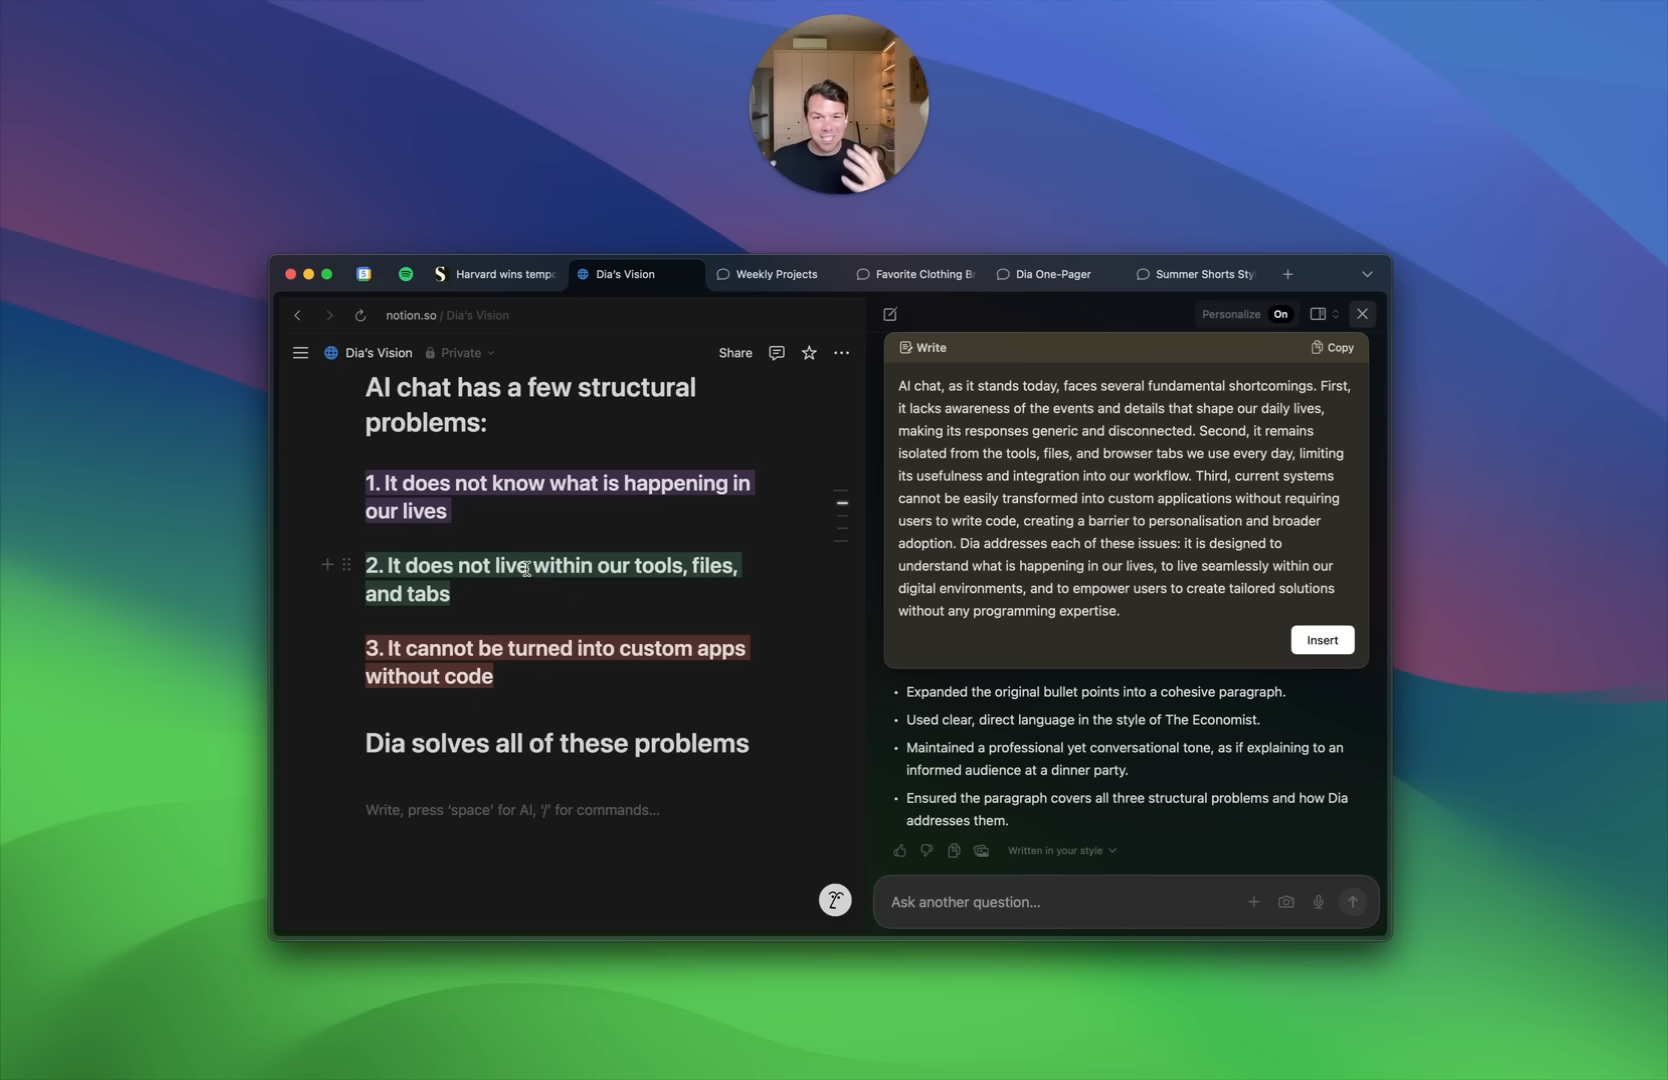 Harvard wins tempo
Dia's Vision
Weekly Projects
Favorite Clothing Br
Dia One-Pager
Summer Shorts Sty
notion.so / Dia's Vision
Personalize On
Dia's Vision Private
Share
AI chat has a few structural
problems:
1. It does not know what is happening in
our lives
2. It does not live within our tools, files,
and tabs
3. It cannot be turned into custom apps
without code
Dia solves all of these problems
Write, press 'space' for AI, '/' for commands...
Write
Copy
AI chat, as it stands today, faces several fundamental shortcomings. First,
it lacks awareness of the events and details that shape our daily lives,
making its responses generic and disconnected. Second, it remains
isolated from the tools, files, and browser tabs we use every day, limiting
its usefulness and integration into our workflow. Third, current systems
cannot be easily transformed into custom applications without requiring
users to write code, creating a barrier to personalisation and broader
adoption. Dia addresses each of these issues: it is designed to
understand what is happening in our lives, to live seamlessly within our
digital environments, and to empower users to create tailored solutions
without any programming expertise.
Insert
• Expanded the original bullet points into a cohesive paragraph.
• Used clear, direct language in the style of The Economist.
• Maintained a professional yet conversational tone, as if explaining to an
informed audience at a dinner party.
• Ensured the paragraph covers all three structural problems and how Dia
addresses them.
Written in your style
Ask another question...